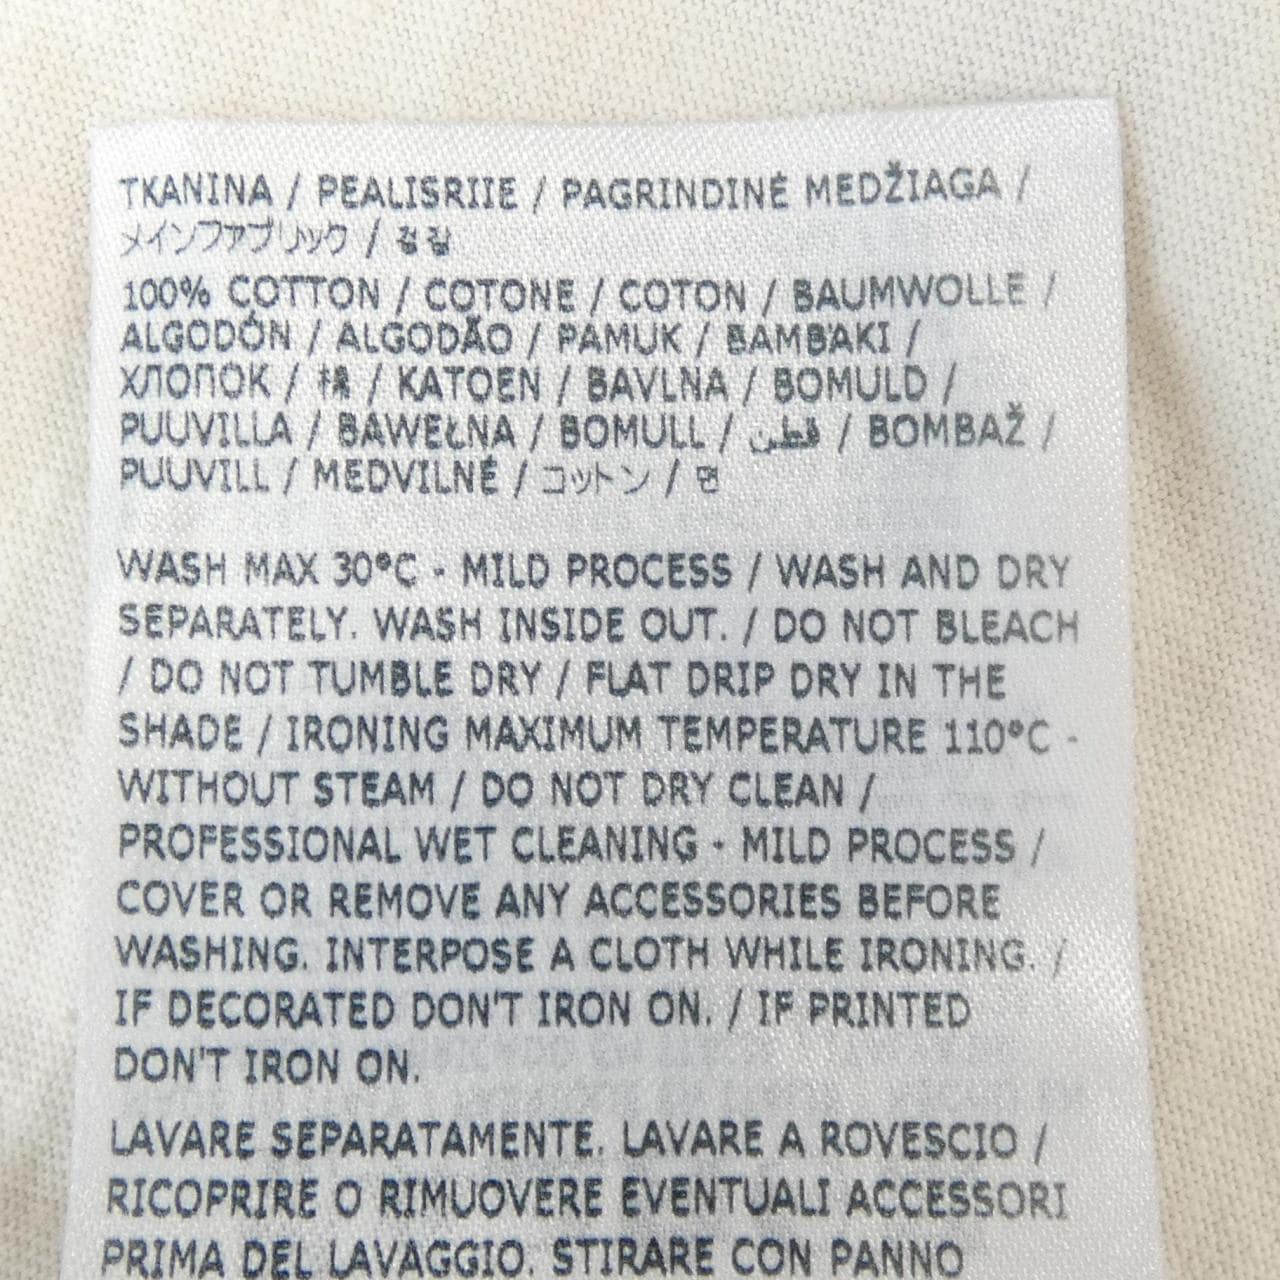 TKANINA / PEALISRIIE / PAGRINDINĖ MEDŽIAGA /
メインファブリック / 겉감
100% COTTON / COTONE / COTON / BAUMWOLLE /
ALGODÓN / ALGODÃO / PAMUK / BAMBAKI /
ХЛОПОК / 棉 / KATOEN / BAVLNA / BOMULD /
PUUVILLA / BAWEŁNA / BOMULL / قطن / BOMBAŽ /
PUUVILL / MEDVILNĖ / コットン / 면
WASH MAX 30°C - MILD PROCESS / WASH AND DRY
SEPARATELY. WASH INSIDE OUT. / DO NOT BLEACH
/ DO NOT TUMBLE DRY / FLAT DRIP DRY IN THE
SHADE / IRONING MAXIMUM TEMPERATURE 110°C -
WITHOUT STEAM / DO NOT DRY CLEAN /
PROFESSIONAL WET CLEANING - MILD PROCESS /
COVER OR REMOVE ANY ACCESSORIES BEFORE
WASHING. INTERPOSE A CLOTH WHILE IRONING. /
IF DECORATED DON'T IRON ON. / IF PRINTED
DON'T IRON ON.
LAVARE SEPARATAMENTE. LAVARE A ROVESCIO /
RICOPRIRE O RIMUOVERE EVENTUALI ACCESSORI
PRIMA DEL LAVAGGIO. STIRARE CON PANNO